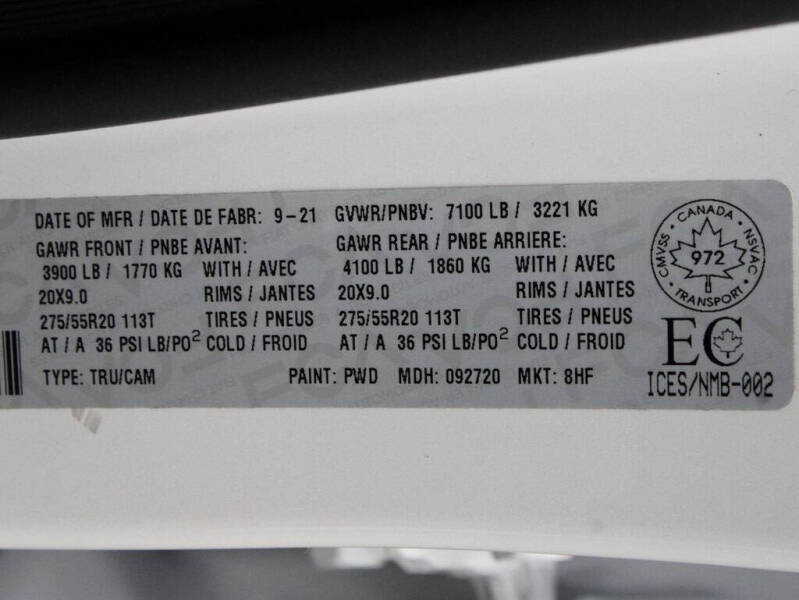 DATE OF MFR / DATE DE FABR: 9-21 GVWR/PNBV: 7100 LB / 3221 KG
GAWR FRONT / PNBE AVANT: GAWR REAR / PNBE ARRIERE:
3900 LB / 1770 KG WITH / AVEC 4100 LB / 1860 KG WITH / AVEC
20X9.0 RIMS / JANTES 20X9.0 RIMS / JANTES
275/55R20 113T TIRES / PNEUS 275/55R20 113T TIRES / PNEUS
AT / A 36 PSI LB/PO² COLD / FROID AT / A 36 PSI LB/PO² COLD / FROID
TYPE: TRU/CAM PAINT: PWD MDH: 092720 MKT: 8HF
CMVSS • CANADA • NSVAC
972
• TRANSPORT •
EC
ICES/NMB-002